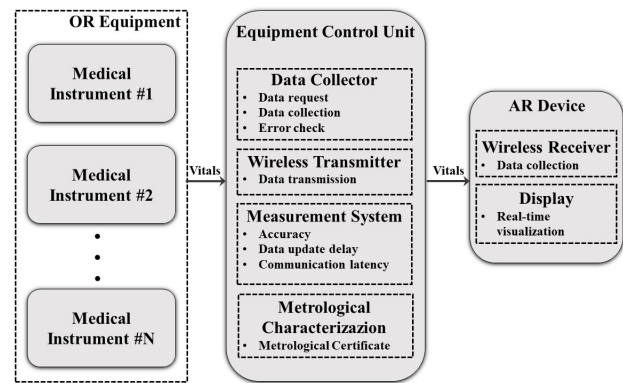 OR Equipment
Medical
Instrument #1
Medical
Instrument #2
Medical
Instrument #N
Vitals
Equipment Control Unit
Data Collector
• Data request
• Data collection
• Error check
Wireless Transmitter
• Data transmission
Measurement System
• Accuracy
• Data update delay
• Communication latency
Metrological
Characterizazion
• Metrological Certificate
Vitals
AR Device
Wireless Receiver
• Data collection
Display
• Real-time
visualization